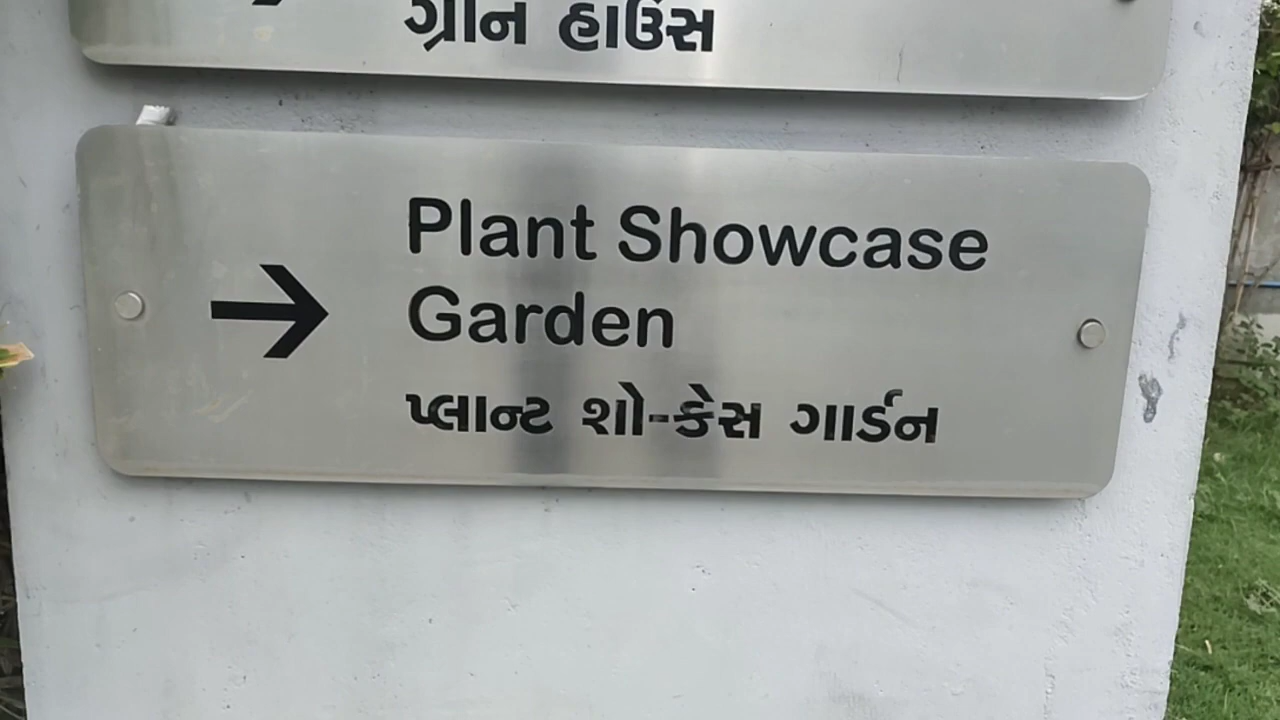 ગ્રીન હાઉસ
Plant Showcase
Garden
પ્લાન્ટ શો-કેસ ગાર્ડન